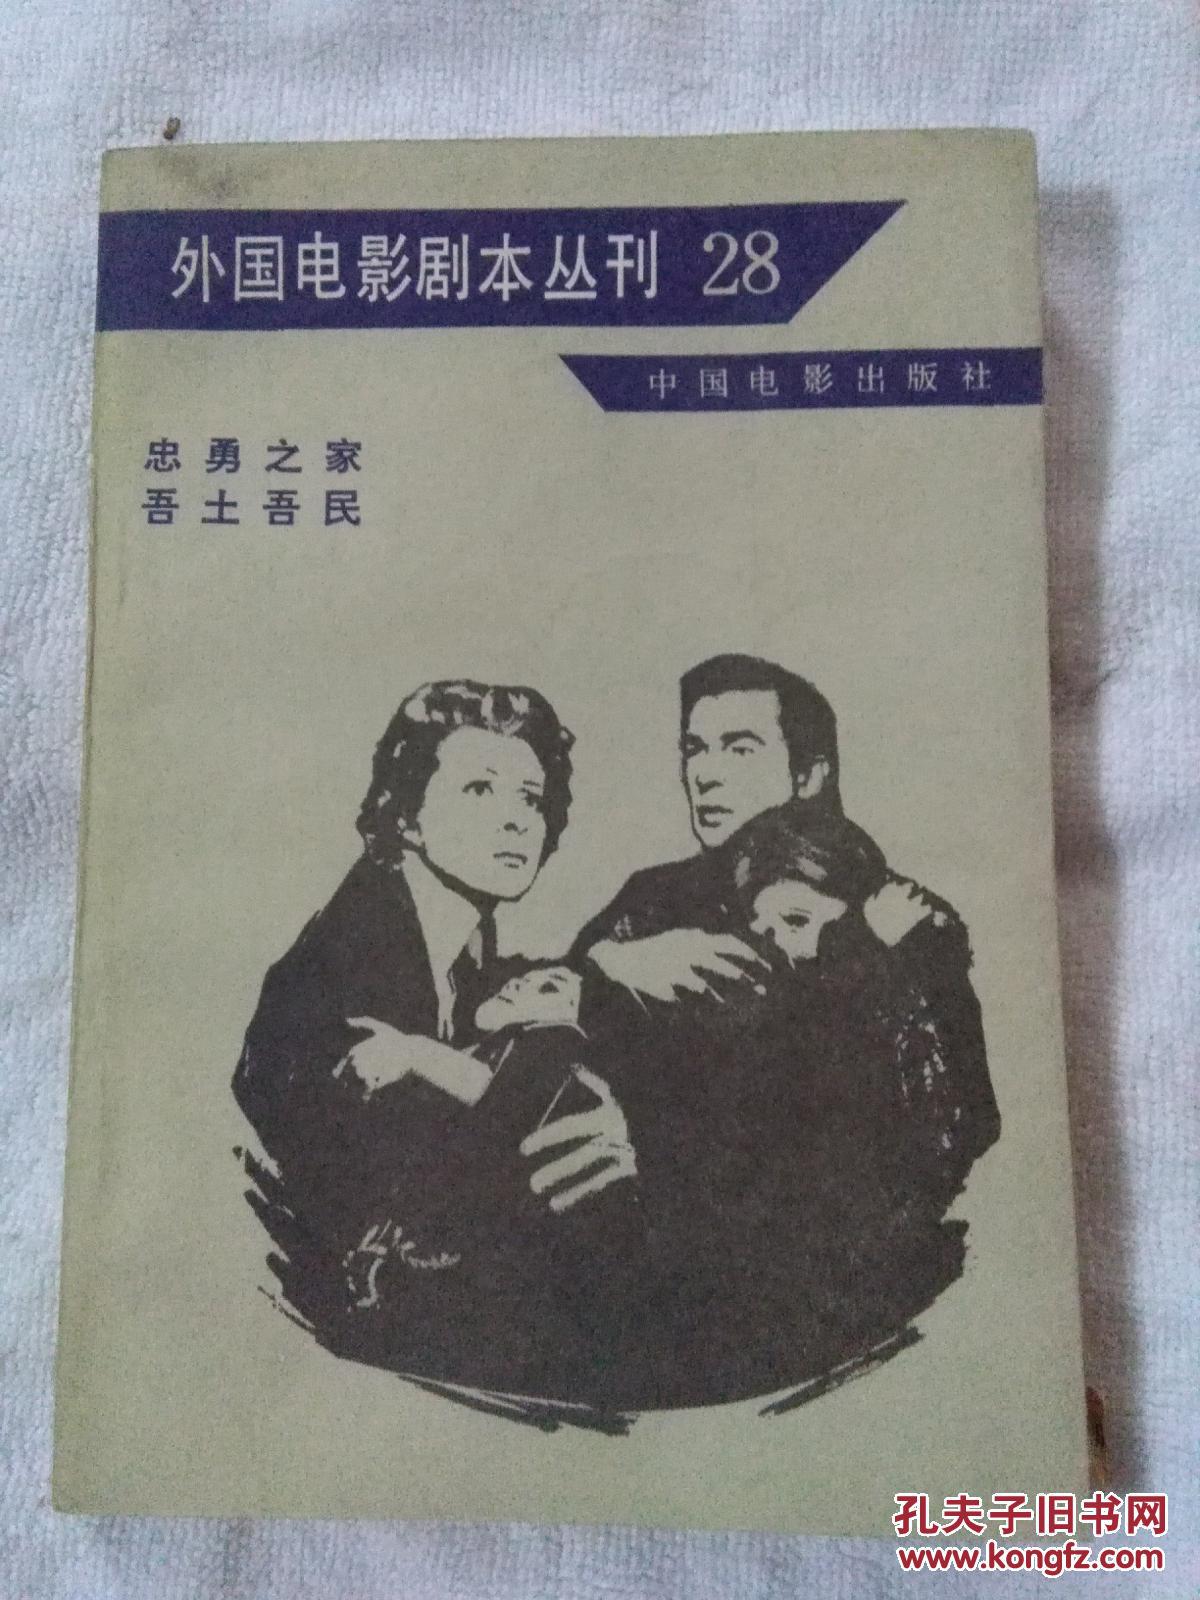 外国电影剧本丛刊 28
中国电影出版社
忠勇之家
吾土吾民
孔夫子旧书网
www.kongfz.com